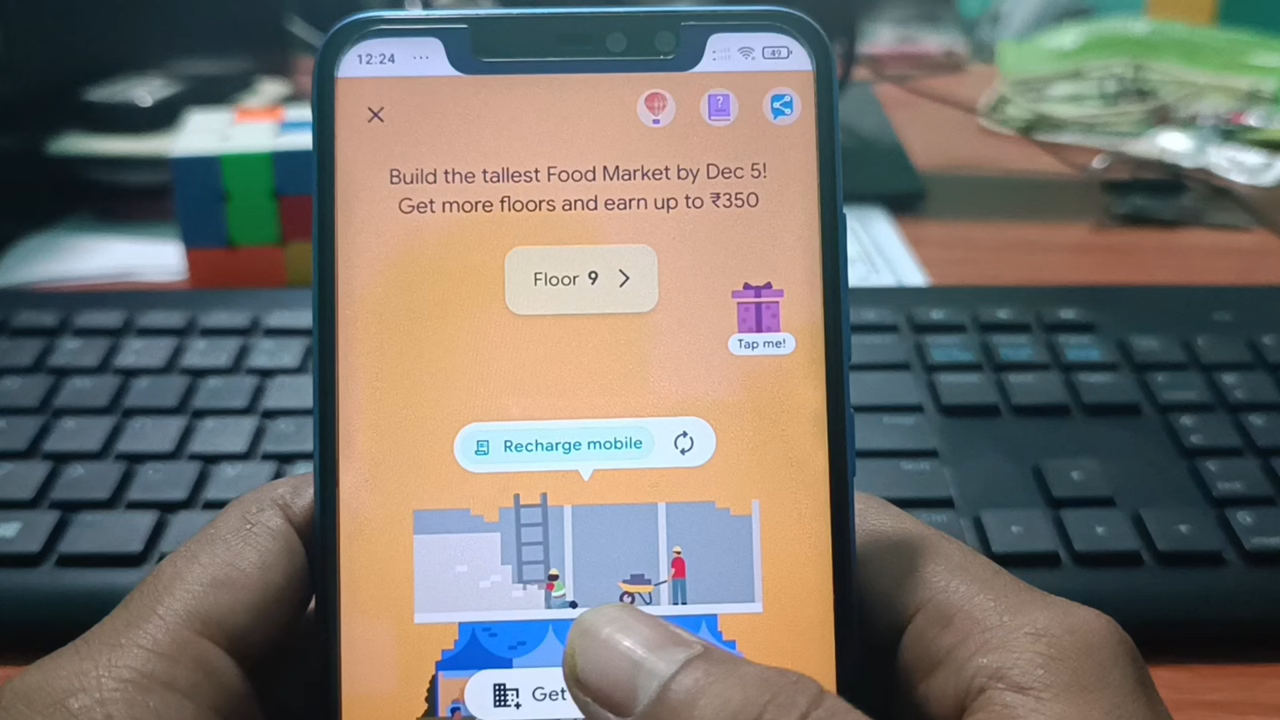 12:24 ...
49
?
Build the tallest Food Market by Dec 5!
Get more floors and earn up to ₹350
Floor 9
Tap me!
Recharge mobile
Get